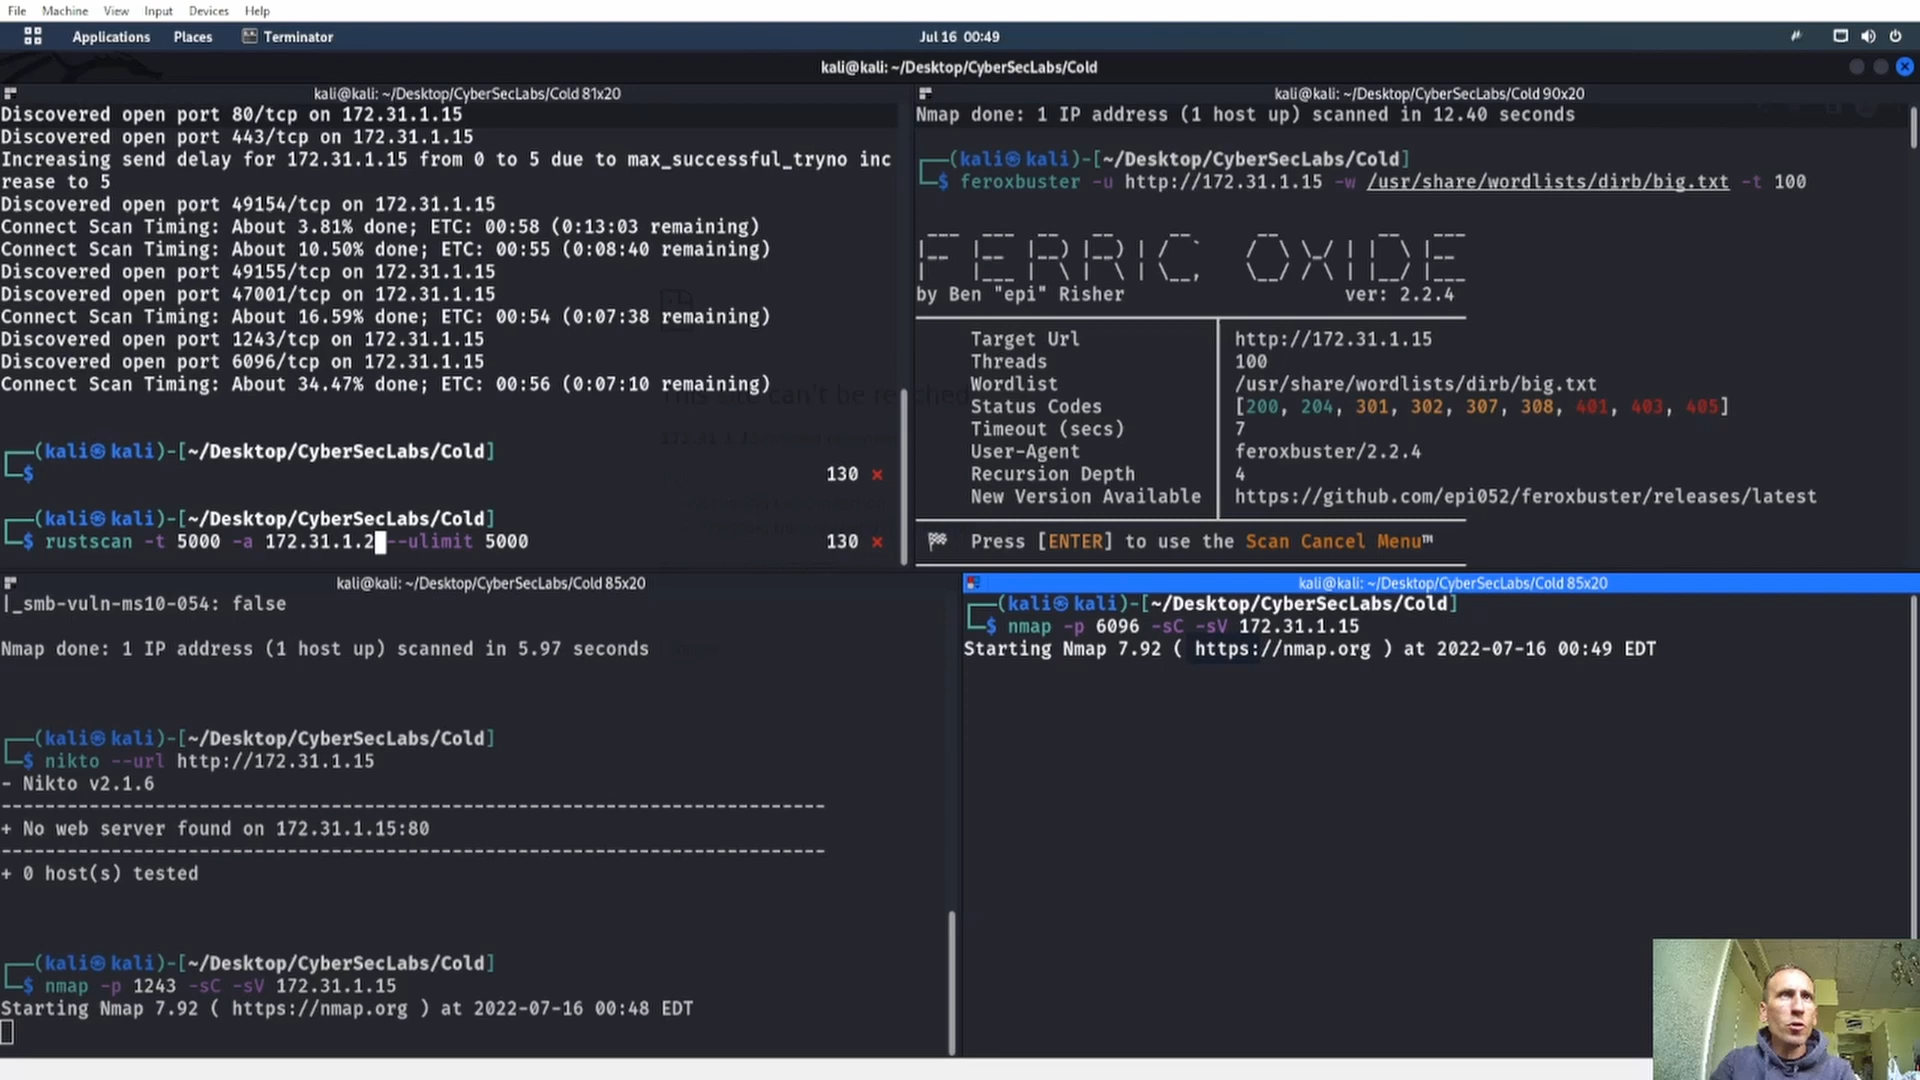 File Machine View Input Devices Help
Applications Places Terminator Jul 16 00:49
kali@kali: ~/Desktop/CyberSecLabs/Cold
kali@kali: ~/Desktop/CyberSecLabs/Cold 81x20
Discovered open port 80/tcp on 172.31.1.15
Discovered open port 443/tcp on 172.31.1.15
Increasing send delay for 172.31.1.15 from 0 to 5 due to max_successful_tryno inc
rease to 5
Discovered open port 49154/tcp on 172.31.1.15
Connect Scan Timing: About 3.81% done; ETC: 00:58 (0:13:03 remaining)
Connect Scan Timing: About 10.50% done; ETC: 00:55 (0:08:40 remaining)
Discovered open port 49155/tcp on 172.31.1.15
Discovered open port 47001/tcp on 172.31.1.15
Connect Scan Timing: About 16.59% done; ETC: 00:54 (0:07:38 remaining)
Discovered open port 1243/tcp on 172.31.1.15
Discovered open port 6096/tcp on 172.31.1.15
Connect Scan Timing: About 34.47% done; ETC: 00:56 (0:07:10 remaining)
(kali㉿kali)-[~/Desktop/CyberSecLabs/Cold]
$ 130 ⨯
(kali㉿kali)-[~/Desktop/CyberSecLabs/Cold]
$ rustscan -t 5000 -a 172.31.1.2 --ulimit 5000 130 ⨯
kali@kali: ~/Desktop/CyberSecLabs/Cold 90x20
Nmap done: 1 IP address (1 host up) scanned in 12.40 seconds
(kali㉿kali)-[~/Desktop/CyberSecLabs/Cold]
$ feroxbuster -u http://172.31.1.15 -w /usr/share/wordlists/dirb/big.txt -t 100
FERRIC OXIDE
by Ben "epi" Risher ver: 2.2.4
Target Url http://172.31.1.15
Threads 100
Wordlist /usr/share/wordlists/dirb/big.txt
Status Codes [200, 204, 301, 302, 307, 308, 401, 403, 405]
Timeout (secs) 7
User-Agent feroxbuster/2.2.4
Recursion Depth 4
New Version Available https://github.com/epi052/feroxbuster/releases/latest
Press [ENTER] to use the Scan Cancel Menu™
kali@kali: ~/Desktop/CyberSecLabs/Cold 85x20
|_smb-vuln-ms10-054: false
Nmap done: 1 IP address (1 host up) scanned in 5.97 seconds
(kali㉿kali)-[~/Desktop/CyberSecLabs/Cold]
$ nikto --url http://172.31.1.15
- Nikto v2.1.6
---------------------------------------------------------------------------
+ No web server found on 172.31.1.15:80
---------------------------------------------------------------------------
+ 0 host(s) tested
(kali㉿kali)-[~/Desktop/CyberSecLabs/Cold]
$ nmap -p 1243 -sC -sV 172.31.1.15
Starting Nmap 7.92 ( https://nmap.org ) at 2022-07-16 00:48 EDT
kali@kali: ~/Desktop/CyberSecLabs/Cold 85x20
(kali㉿kali)-[~/Desktop/CyberSecLabs/Cold]
$ nmap -p 6096 -sC -sV 172.31.1.15
Starting Nmap 7.92 ( https://nmap.org ) at 2022-07-16 00:49 EDT